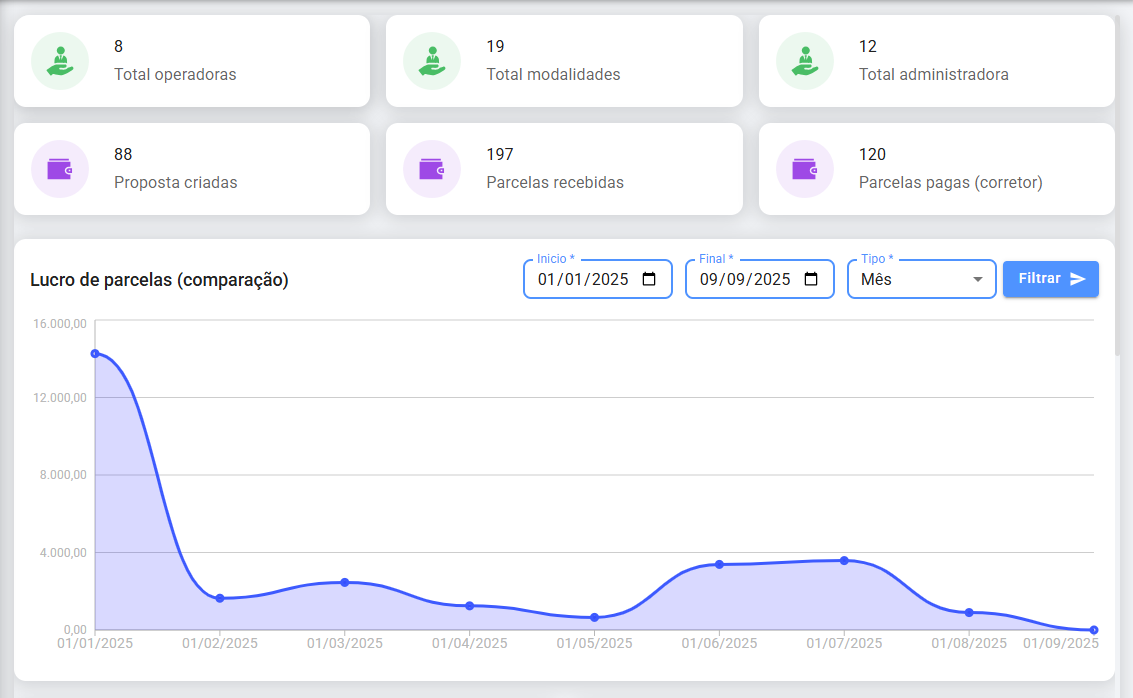 8
Total operadoras
19
Total modalidades
12
Total administradora
88
Proposta criadas
197
Parcelas recebidas
120
Parcelas pagas (corretor)
Lucro de parcelas (comparação)
Inicio *
01/01/2025
Final *
09/09/2025
Tipo *
Mês
Filtrar
16.000,00
12.000,00
8.000,00
4.000,00
0,00
01/01/2025
01/02/2025
01/03/2025
01/04/2025
01/05/2025
01/06/2025
01/07/2025
01/08/2025
01/09/2025